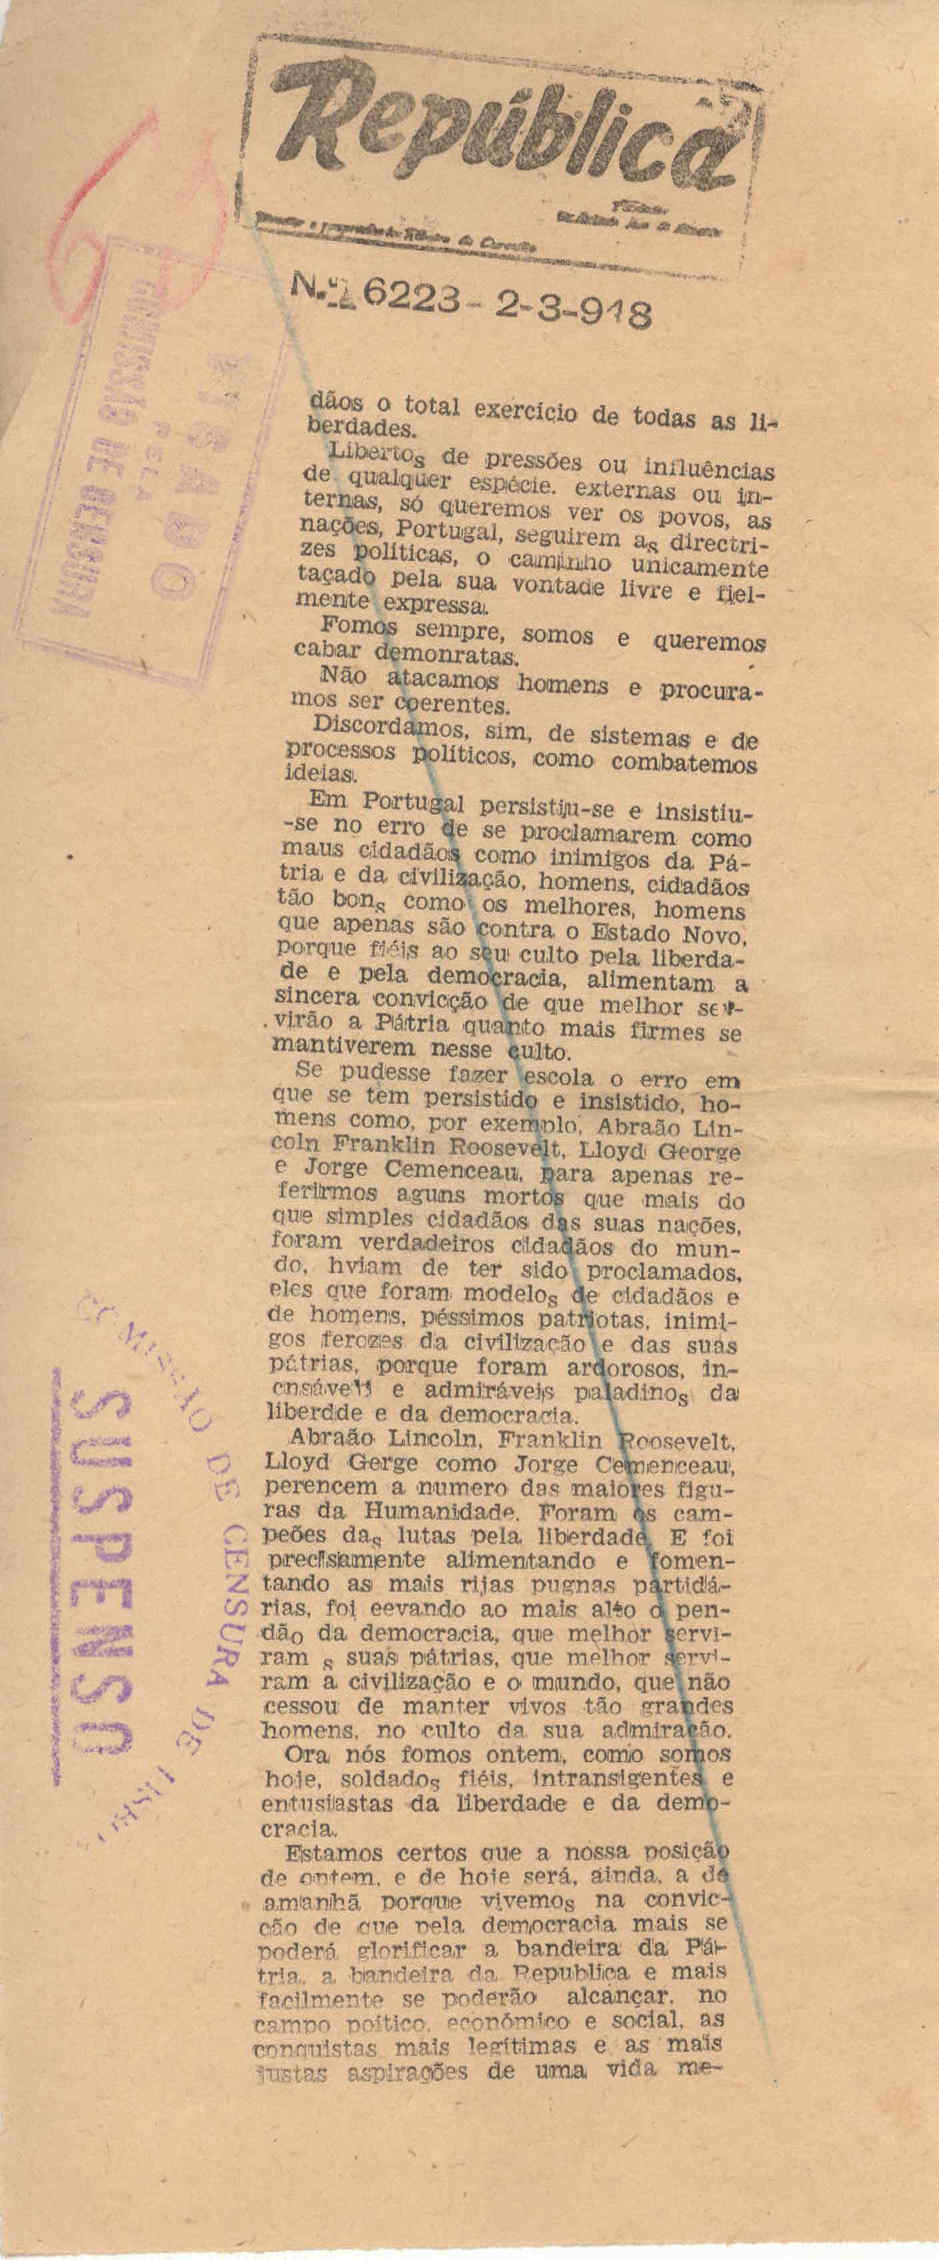 República
Director e proprietário: Ribeiro de Carvalho
N.º 6223 - 2-3-918
VISADO
PELA
COMISSÃO DE CENSURA
dãos o total exercício de todas as li-
berdades.
Libertos de pressões ou influências
de qualquer espécie. externas ou in-
ternas, só queremos ver os povos, as
nações, Portugal, seguirem as directri-
zes políticas, o caminho unicamente
taçado pela sua vontade livre e fiel-
mente expressa.
Fomos sempre, somos e queremos
cabar demonratas.
Não atacamos homens e procura-
mos ser coerentes.
Discordamos, sim, de sistemas e de
processos políticos, como combatemos
ideias.
Em Portugal persistiu-se e insistiu-
-se no erro de se proclamarem como
maus cidadãos como inimigos da Pá-
tria e da civilização, homens, cidadãos
tão bons como os melhores, homens
que apenas são contra o Estado Novo,
porque fiéis ao seu culto pela liberda-
de e pela democracia, alimentam a
sincera convicção de que melhor ser-
virão a Pátria quanto mais firmes se
mantiverem nesse culto.
Se pudesse fazer escola o erro em
que se tem persistido e insistido, ho-
mens como, por exemplo, Abraão Lin-
coln Franklin Roosevelt, Lloyd George
e Jorge Cemenceau, para apenas re-
ferirmos aguns mortos que mais do
que simples cidadãos das suas nações,
foram verdadeiros cidadãos do mun-
do, hviam de ter sido proclamados,
eles que foram modelos de cidadãos e
de homens, péssimos patriotas, inimi-
gos ferozes da civilização e das suas
pátrias, porque foram ardorosos, in-
cnsáveis e admiráveis paladinos da
liberdde e da democracia.
Abraão Lincoln, Franklin Roosevelt,
Lloyd Gerge como Jorge Cemenceau,
perencem a numero das maiores figu-
ras da Humanidade. Foram os cam-
peões das lutas pela liberdade. E foi
precisamente alimentando e fomen-
tando as mais rijas pugnas partidá-
rias, foi eevando ao mais alto o pen-
dão da democracia, que melhor servi-
ram s suas pátrias, que melhor servi-
ram a civilização e o mundo, que não
cessou de manter vivos tão grandes
homens, no culto da sua admiração.
Ora nós fomos ontem, como somos
hoje, soldados fiéis, intransigentes e
entusiastas da liberdade e da demo-
cracia.
Estamos certos que a nossa posição
de ontem, e de hoje será, ainda, a de
amanhã porque vivemos na convic-
ção de que pela democracia mais se
poderá glorificar a bandeira da Pá-
tria, a bandeira da Republica e mais
facilmente se poderão alcançar, no
campo poítico, económico e social, as
conquistas mais legítimas e as mais
justas aspirações de uma vida me-
COMISSÃO DE CENSURA DE
SUSPENSO